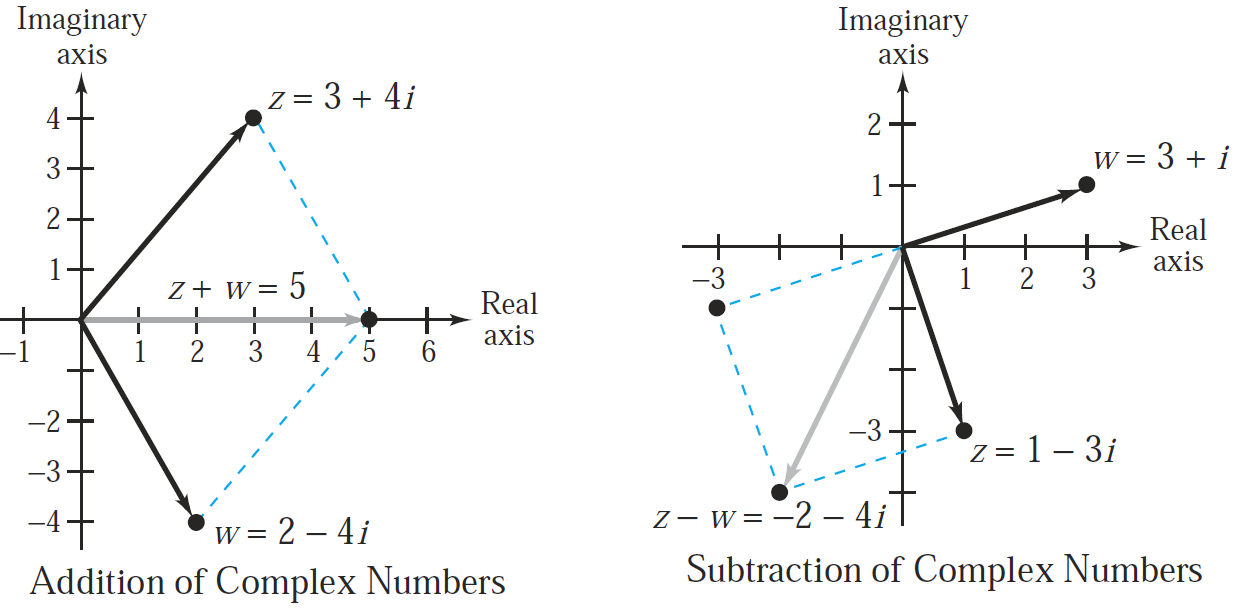 Imaginary
axis
z = 3 + 4i
4
3
2
1
z + w = 5
Real
axis
−1
1
2
3
4
5
6
−2
−3
−4
w = 2 − 4i
Addition of Complex Numbers
Imaginary
axis
2
1
w = 3 + i
Real
axis
−3
1
2
3
−3
z = 1 − 3i
z − w = −2 − 4i
Subtraction of Complex Numbers